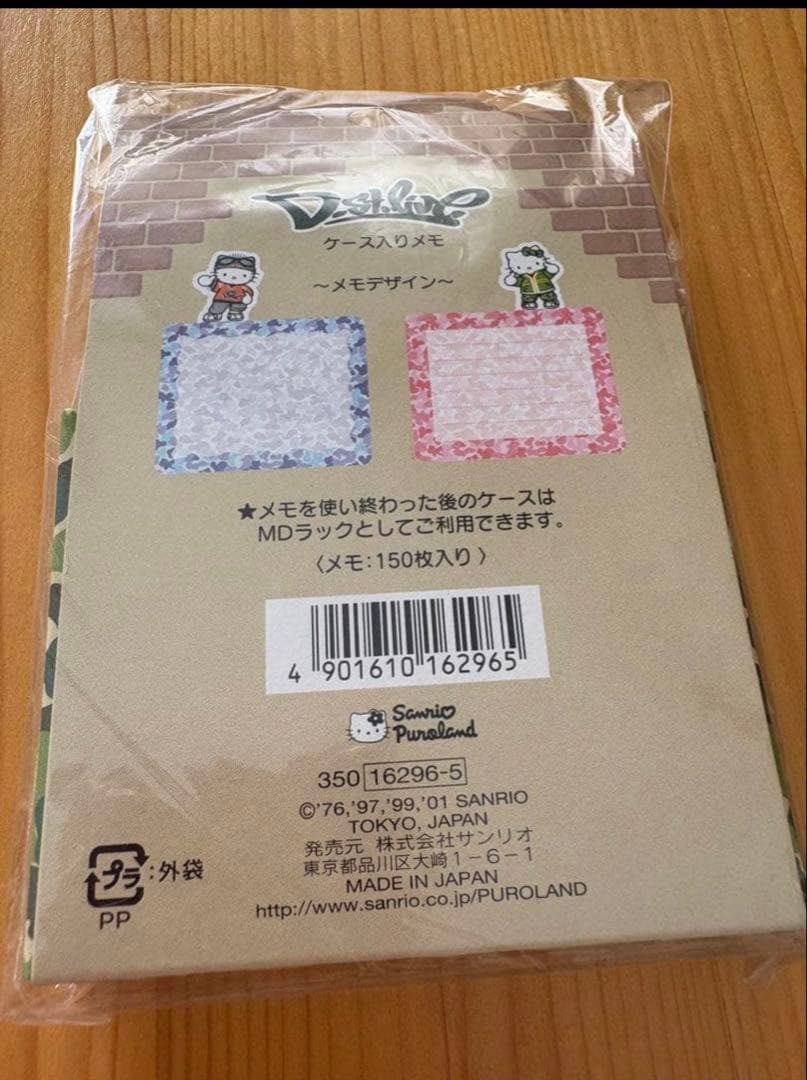 ケース入りメモ
~メモデザイン~
★メモを使い終わった後のケースは
MDラックとしてご利用できます。
〈メモ:150枚入り〉
4 901610 162965
Sanrio
Puroland
350 16296-5
©'76,'97,'99,'01 SANRIO
TOKYO, JAPAN
発売元 株式会社サンリオ
東京都品川区大崎1-6-1
MADE IN JAPAN
http://www.sanrio.co.jp/PUROLAND
プラ:外袋
PP